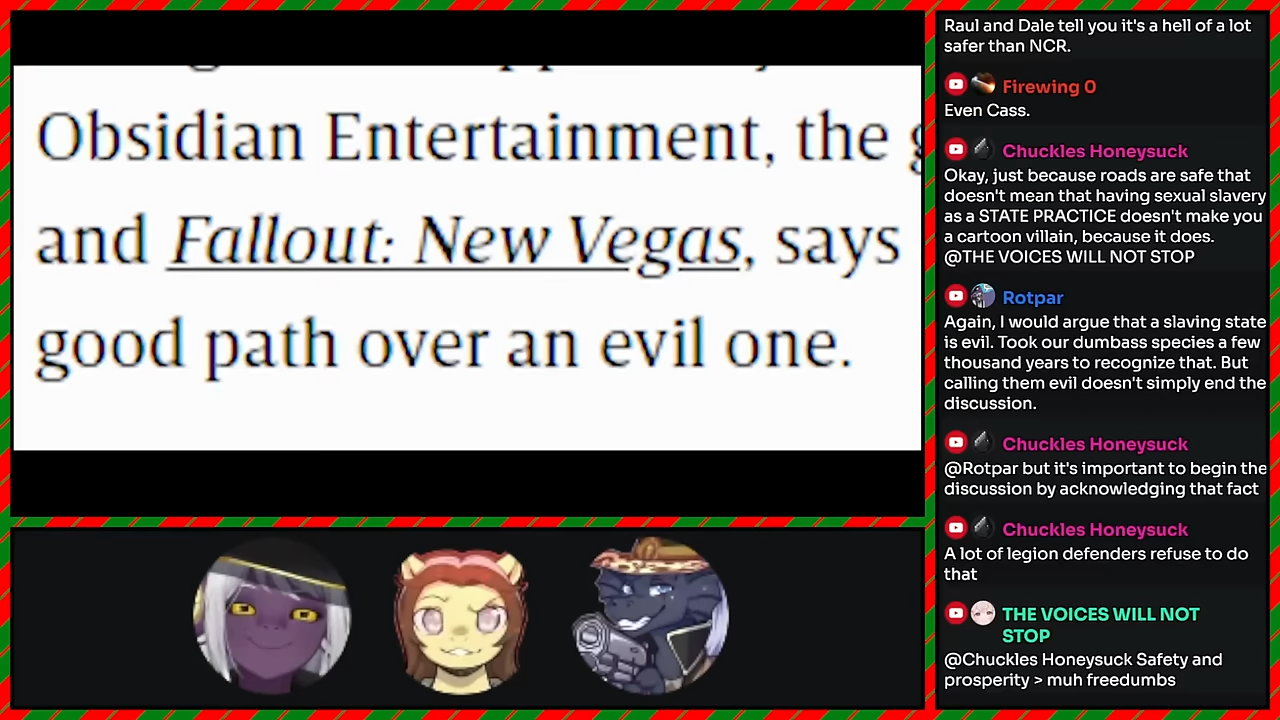 Obsidian Entertainment, the
and Fallout: New Vegas, says
good path over an evil one.
Raul and Dale tell you it's a hell of a lot
safer than NCR.
Firewing 0
Even Cass.
Chuckles Honeysuck
Okay, just because roads are safe that
doesn't mean that having sexual slavery
as a STATE PRACTICE doesn't make you
a cartoon villain, because it does.
@THE VOICES WILL NOT STOP
Rotpar
Again, I would argue that a slaving state
is evil. Took our dumbass species a few
thousand years to recognize that. But
calling them evil doesn't simply end the
discussion.
Chuckles Honeysuck
@Rotpar but it's important to begin the
discussion by acknowledging that fact
Chuckles Honeysuck
A lot of legion defenders refuse to do
that
THE VOICES WILL NOT
STOP
@Chuckles Honeysuck Safety and
prosperity > muh freedumbs